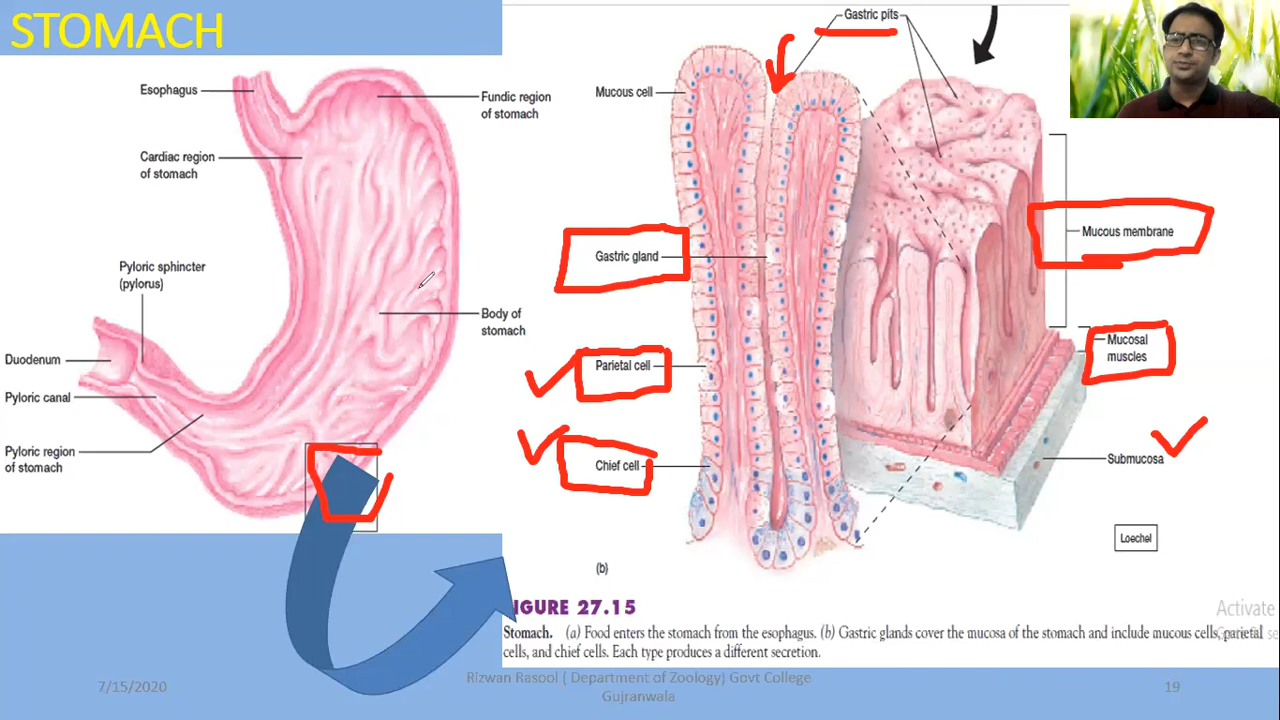 STOMACH
Esophagus
Cardiac region
of stomach
Fundic region
of stomach
Pyloric sphincter
(pylorus)
Duodenum
Pyloric canal
Pyloric region
of stomach
Body of
stomach
Gastric pits
Mucous cell
Gastric gland
Parietal cell
Chief cell
Mucous membrane
Mucosal
muscles
Submucosa
Loechel
(b)
FIGURE 27.15
Stomach. (a) Food enters the stomach from the esophagus. (b) Gastric glands cover the mucosa of the stomach and include mucous cells, parietal
cells, and chief cells. Each type produces a different secretion.
Activate
7/15/2020
Rizwan Rasool ( Department of Zoology) Govt College
Gujranwala
19